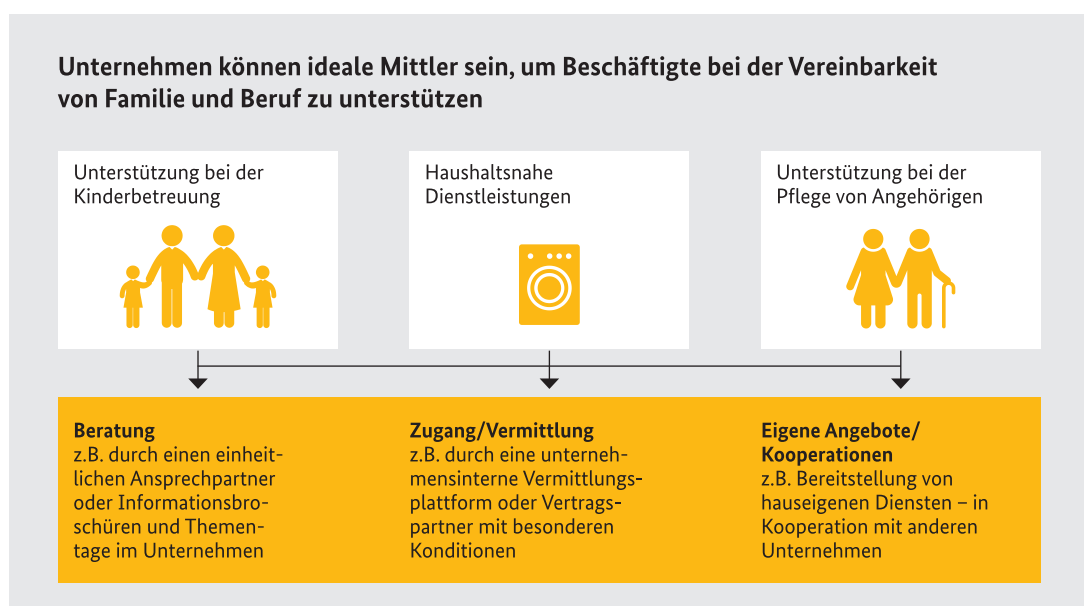 Unternehmen können ideale Mittler sein, um Beschäftigte bei der Vereinbarkeit
von Familie und Beruf zu unterstützen
Unterstützung bei der
Kinderbetreuung
Haushaltsnahe
Dienstleistungen
Unterstützung bei der
Pflege von Angehörigen
Beratung
z.B. durch einen einheit-
lichen Ansprechpartner
oder Informationsbro-
schüren und Themen-
tage im Unternehmen
Zugang/Vermittlung
z.B. durch eine unterneh-
mensinterne Vermittlungs-
plattform oder Vertrags-
partner mit besonderen
Konditionen
Eigene Angebote/
Kooperationen
z.B. Bereitstellung von
hauseigenen Diensten – in
Kooperation mit anderen
Unternehmen